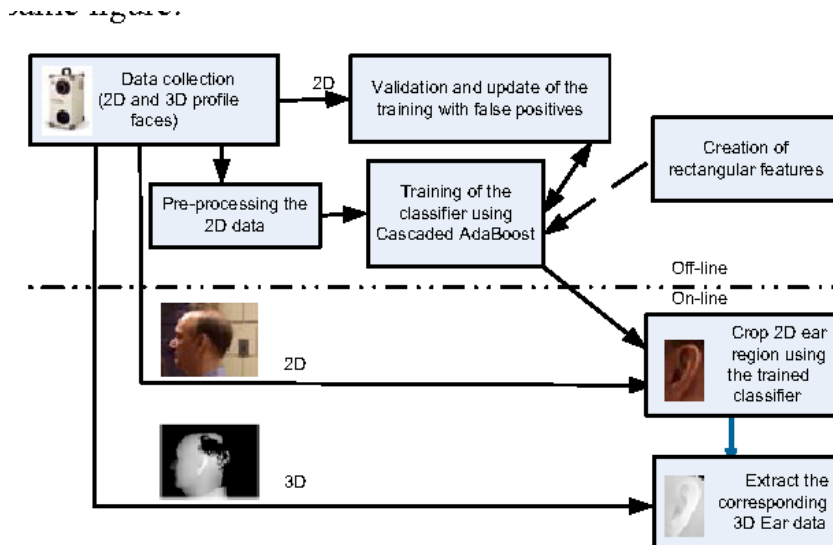 same figure.
Data collection
(2D and 3D profile
faces)
2D
Validation and update of the
training with false positives
Creation of
rectangular features
Pre-processing the
2D data
Training of the
classifier using
Cascaded AdaBoost
Off-line
On-line
2D
Crop 2D ear
region using
the trained
classifier
3D
Extract the
corresponding
3D Ear data